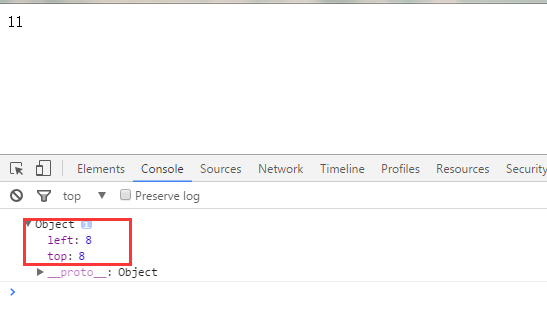 11
Elements Console Sources Network Timeline Profiles Resources Security
top Preserve log
Object i
left: 8
top: 8
__proto__: Object